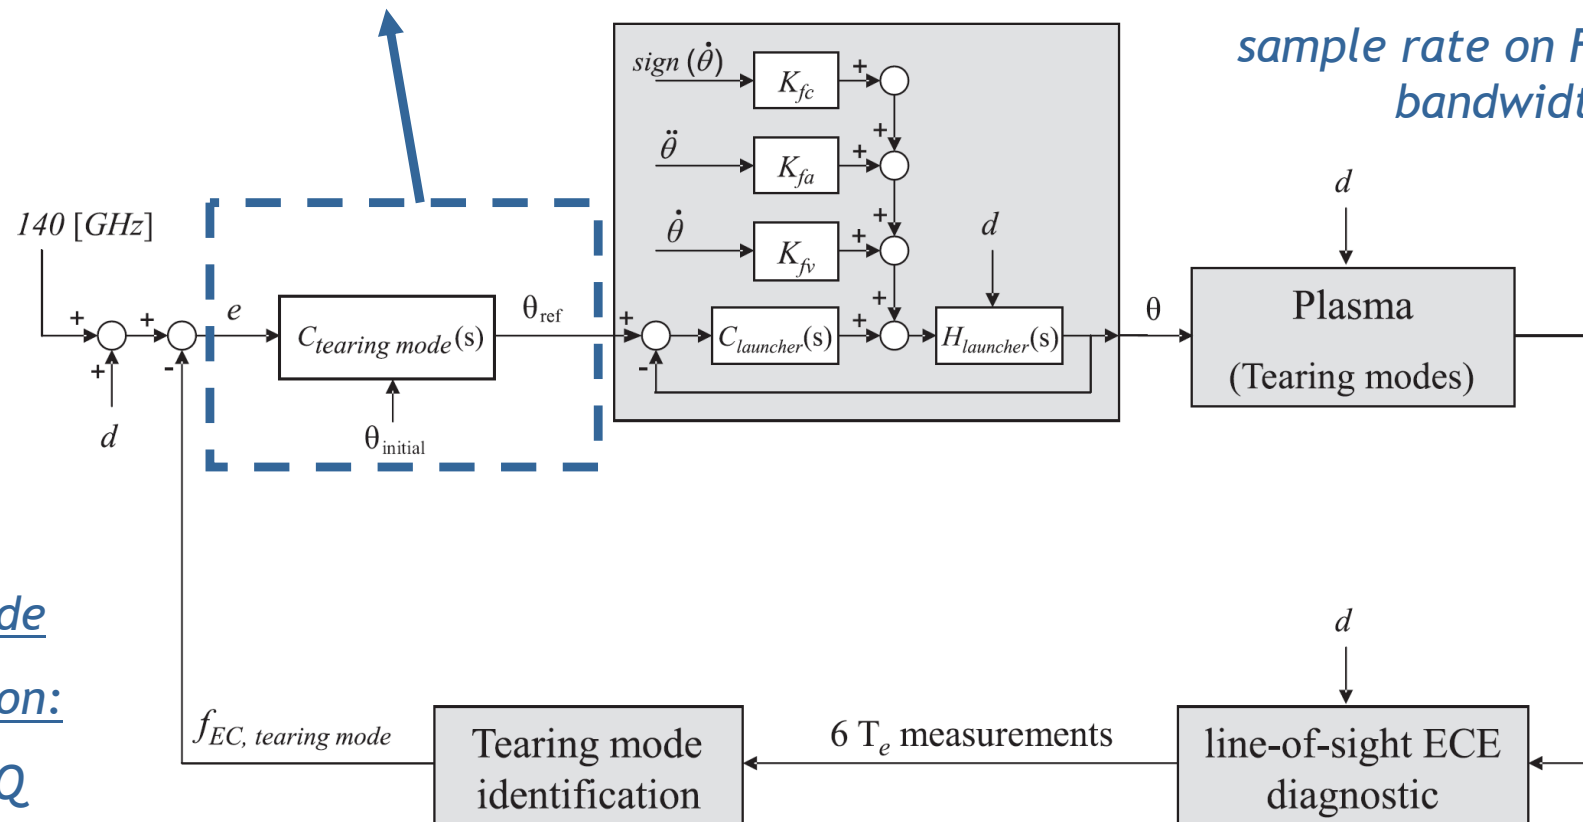 sample rate on F
bandwidt
sign (θ̇)
K_fc
+
+
θ̈
K_fa
+
+
θ̇
K_fv
+
+
d
d
140 [GHz]
+
+
e
C_tearing mode(s)
θ_ref
+
C_launcher(s)
+
H_launcher(s)
θ
Plasma
(Tearing modes)
+
-
-
d
θ_initial
de
on:
Q
f_EC, tearing mode
Tearing mode
identification
6 T_e measurements
d
line-of-sight ECE
diagnostic